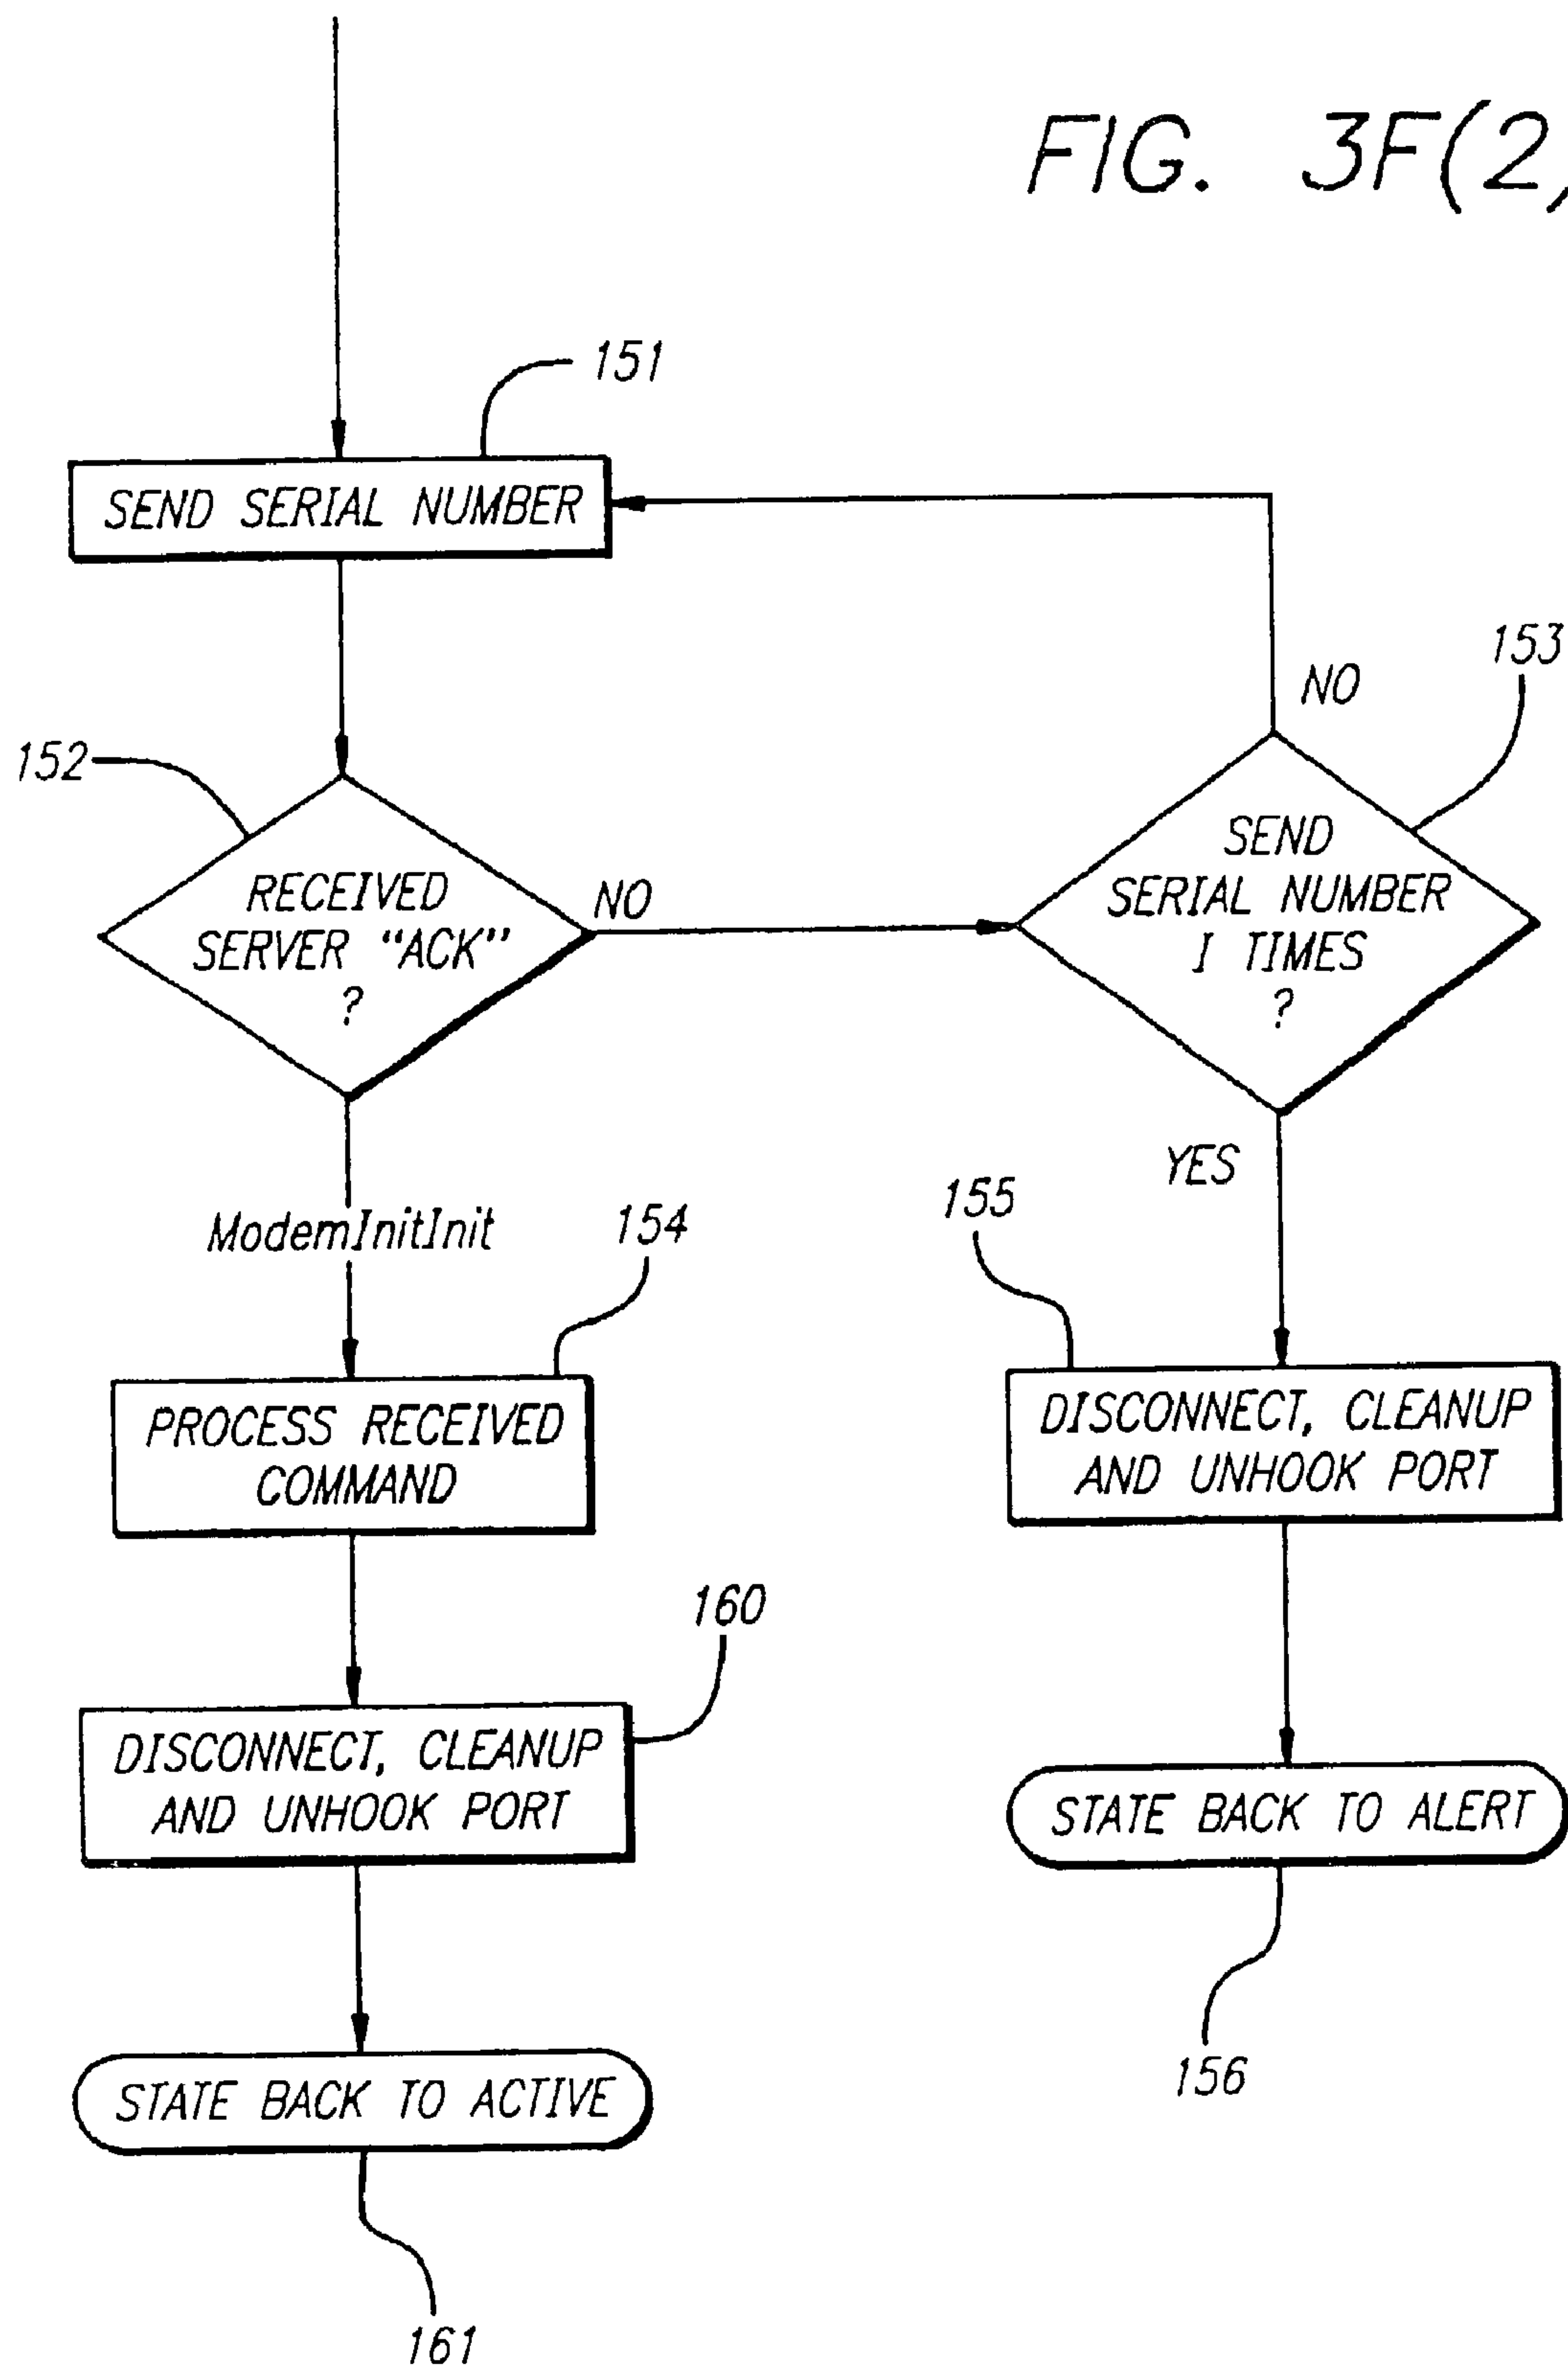 FIG. 3F(2)
151
SEND SERIAL NUMBER
153
NO
152
RECEIVED
SERVER “ACK”
?
NO
SEND
SERIAL NUMBER
I TIMES
?
YES
ModemInitInit
154
155
PROCESS RECEIVED
COMMAND
DISCONNECT, CLEANUP
AND UNHOOK PORT
160
DISCONNECT, CLEANUP
AND UNHOOK PORT
STATE BACK TO ALERT
156
STATE BACK TO ACTIVE
161